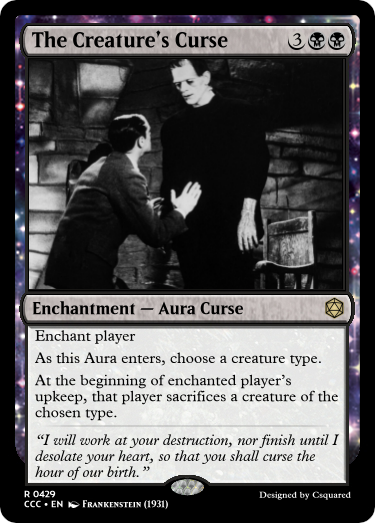 The Creature's Curse 3
Enchantment — Aura Curse
Enchant player
As this Aura enters, choose a creature type.
At the beginning of enchanted player's
upkeep, that player sacrifices a creature of the
chosen type.
"I will work at your destruction, nor finish until I
desolate your heart, so that you shall curse the
hour of our birth."
R 0429
CCC • EN FRANKENSTEIN (1931)
Designed by Csquared